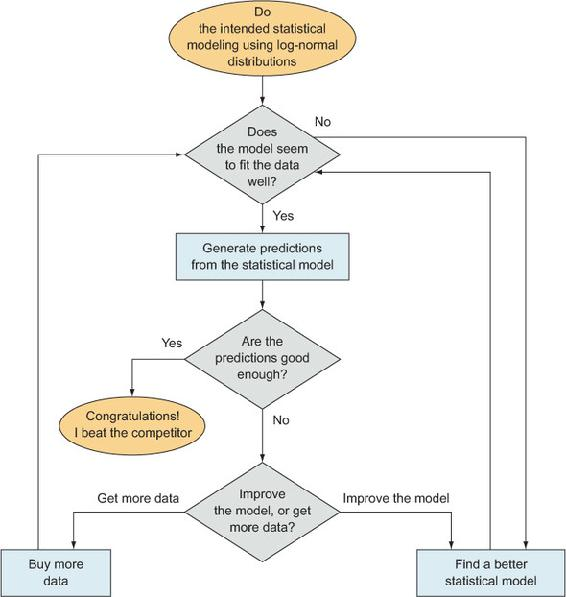 Do
the intended statistical
modeling using log-normal
distributions
No
Does
the model seem
to fit the data
well?
Yes
Generate predictions
from the statistical model
Yes
Are the
predictions good
enough?
Congratulations!
I beat the competitor
No
Get more data
Improve
the model, or get
more data?
Improve the model
Buy more
data
Find a better
statistical model